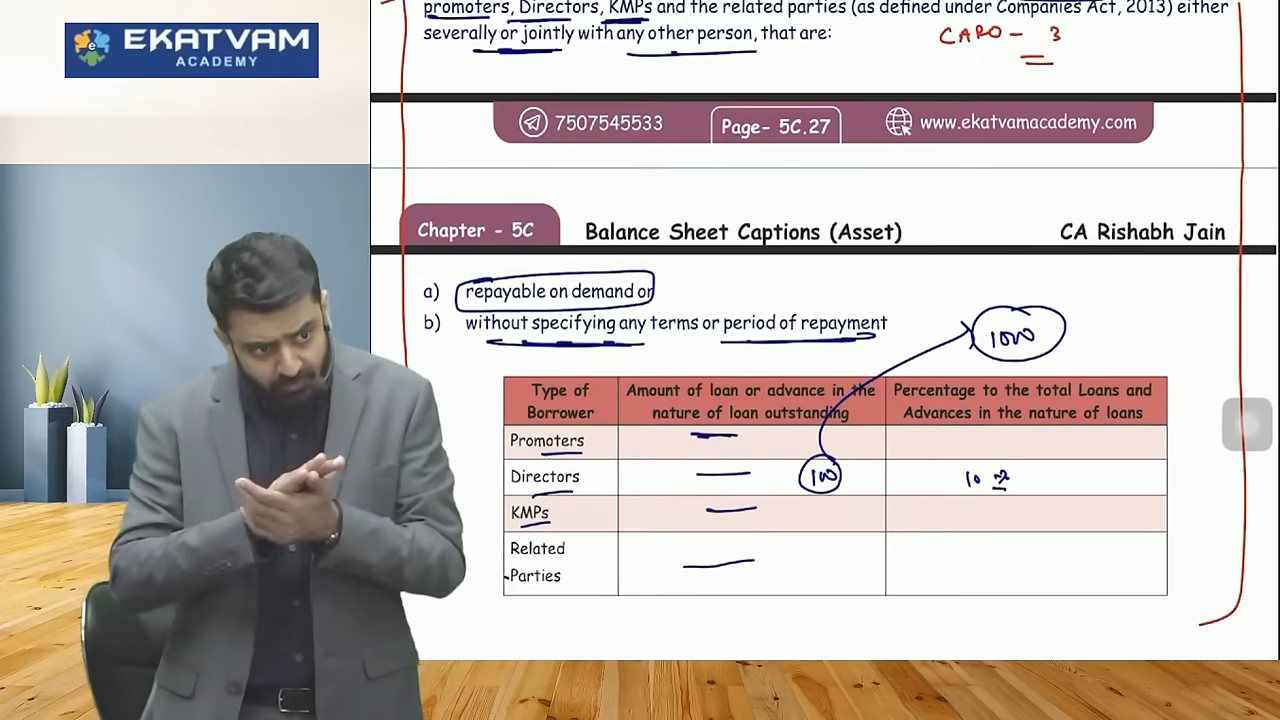 promoters, Directors, KMPs and the related parties (as defined under Companies Act, 2013) either
severally or jointly with any other person, that are:
CARO - 3
EKATVAM
ACADEMY
7507545533
Page- 5C.27
www.ekatvamacademy.com
Chapter - 5C
Balance Sheet Captions (Asset)
CA Rishabh Jain
a) repayable on demand or
b) without specifying any terms or period of repayment
1000
Type of Borrower
Amount of loan or advance in the nature of loan outstanding
Percentage to the total Loans and Advances in the nature of loans
Promoters
Directors
100
10 %
KMPs
Related
Parties